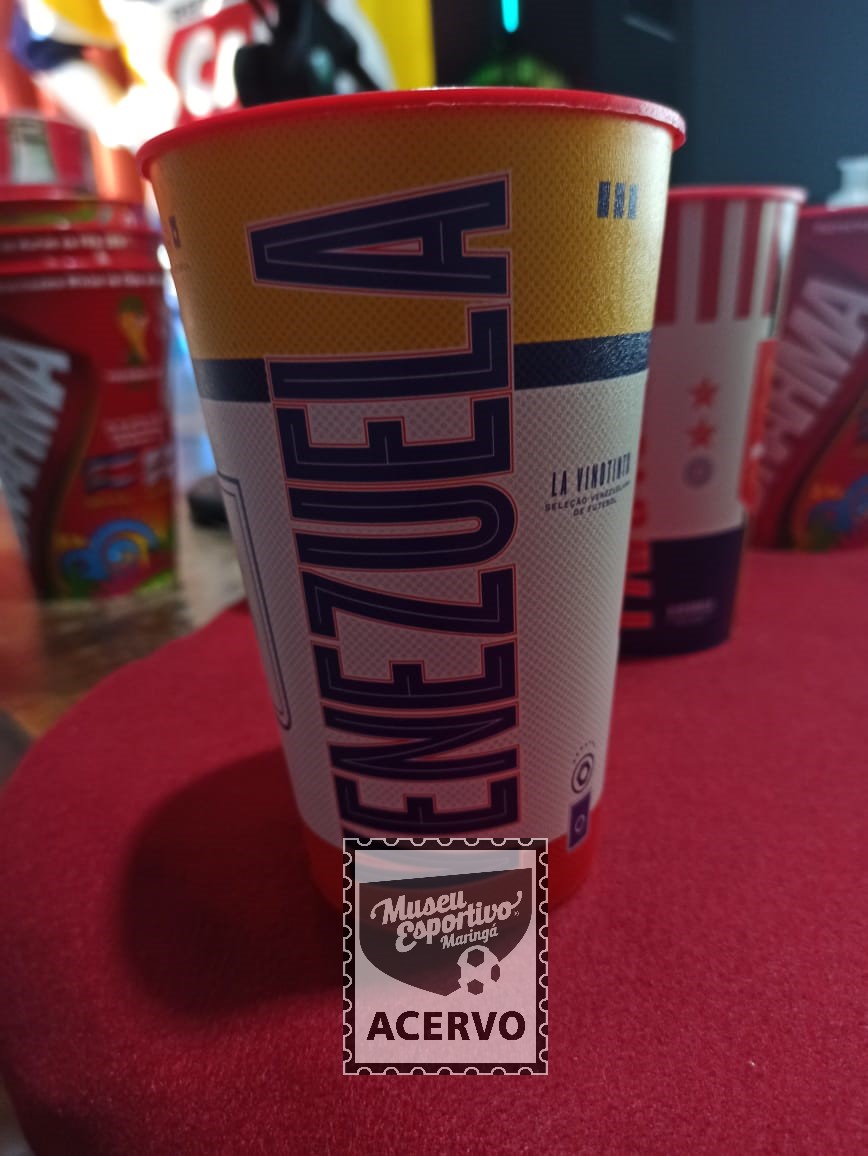 VENEZUELA
LA VINOTINTO
SELEÇÃO VENEZUELANA
DE FUTEBOL
Museu
Esportivo
Maringá
ACERVO